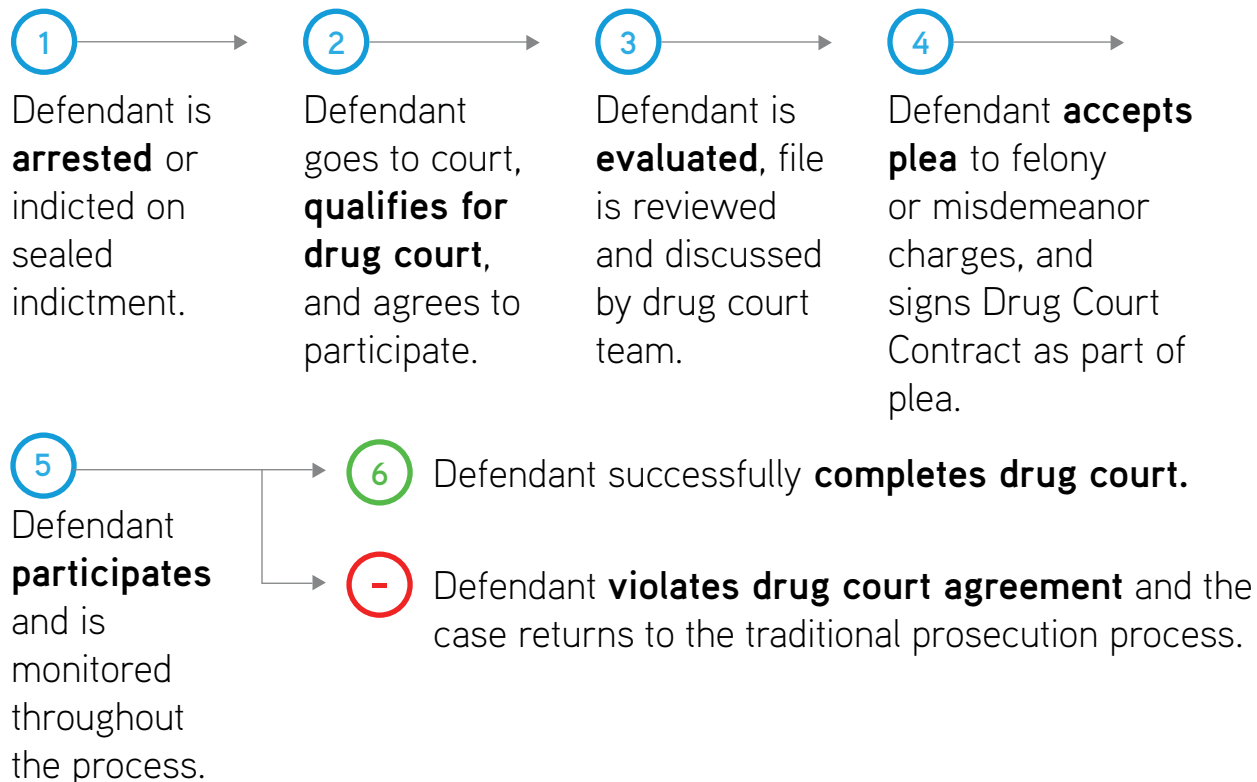 1
Defendant is
arrested or
indicted on
sealed
indictment.
2
Defendant
goes to court,
qualifies for
drug court,
and agrees to
participate.
3
Defendant is
evaluated, file
is reviewed
and discussed
by drug court
team.
4
Defendant accepts
plea to felony
or misdemeanor
charges, and
signs Drug Court
Contract as part of
plea.
5
Defendant
participates
and is
monitored
throughout
the process.
6
Defendant successfully completes drug court.
-
Defendant violates drug court agreement and the
case returns to the traditional prosecution process.